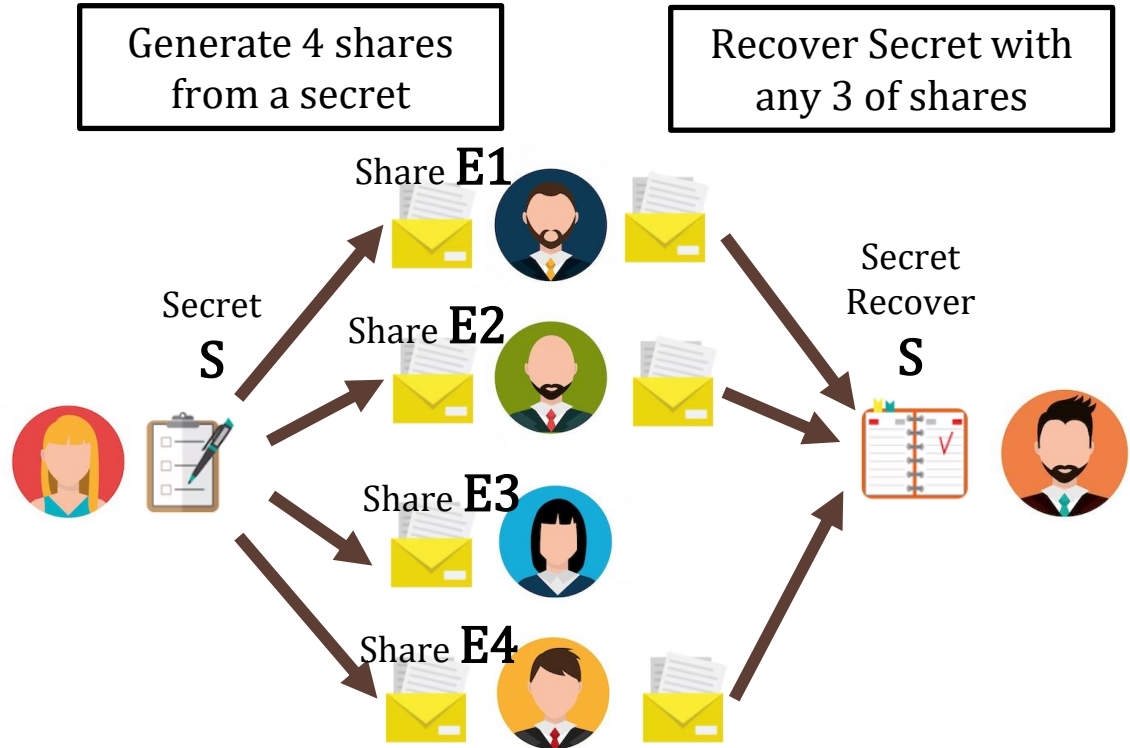 Generate 4 shares
from a secret
Recover Secret with
any 3 of shares
Share E1
Secret
S
Share E2
Share E3
Share E4
Secret
Recover
S